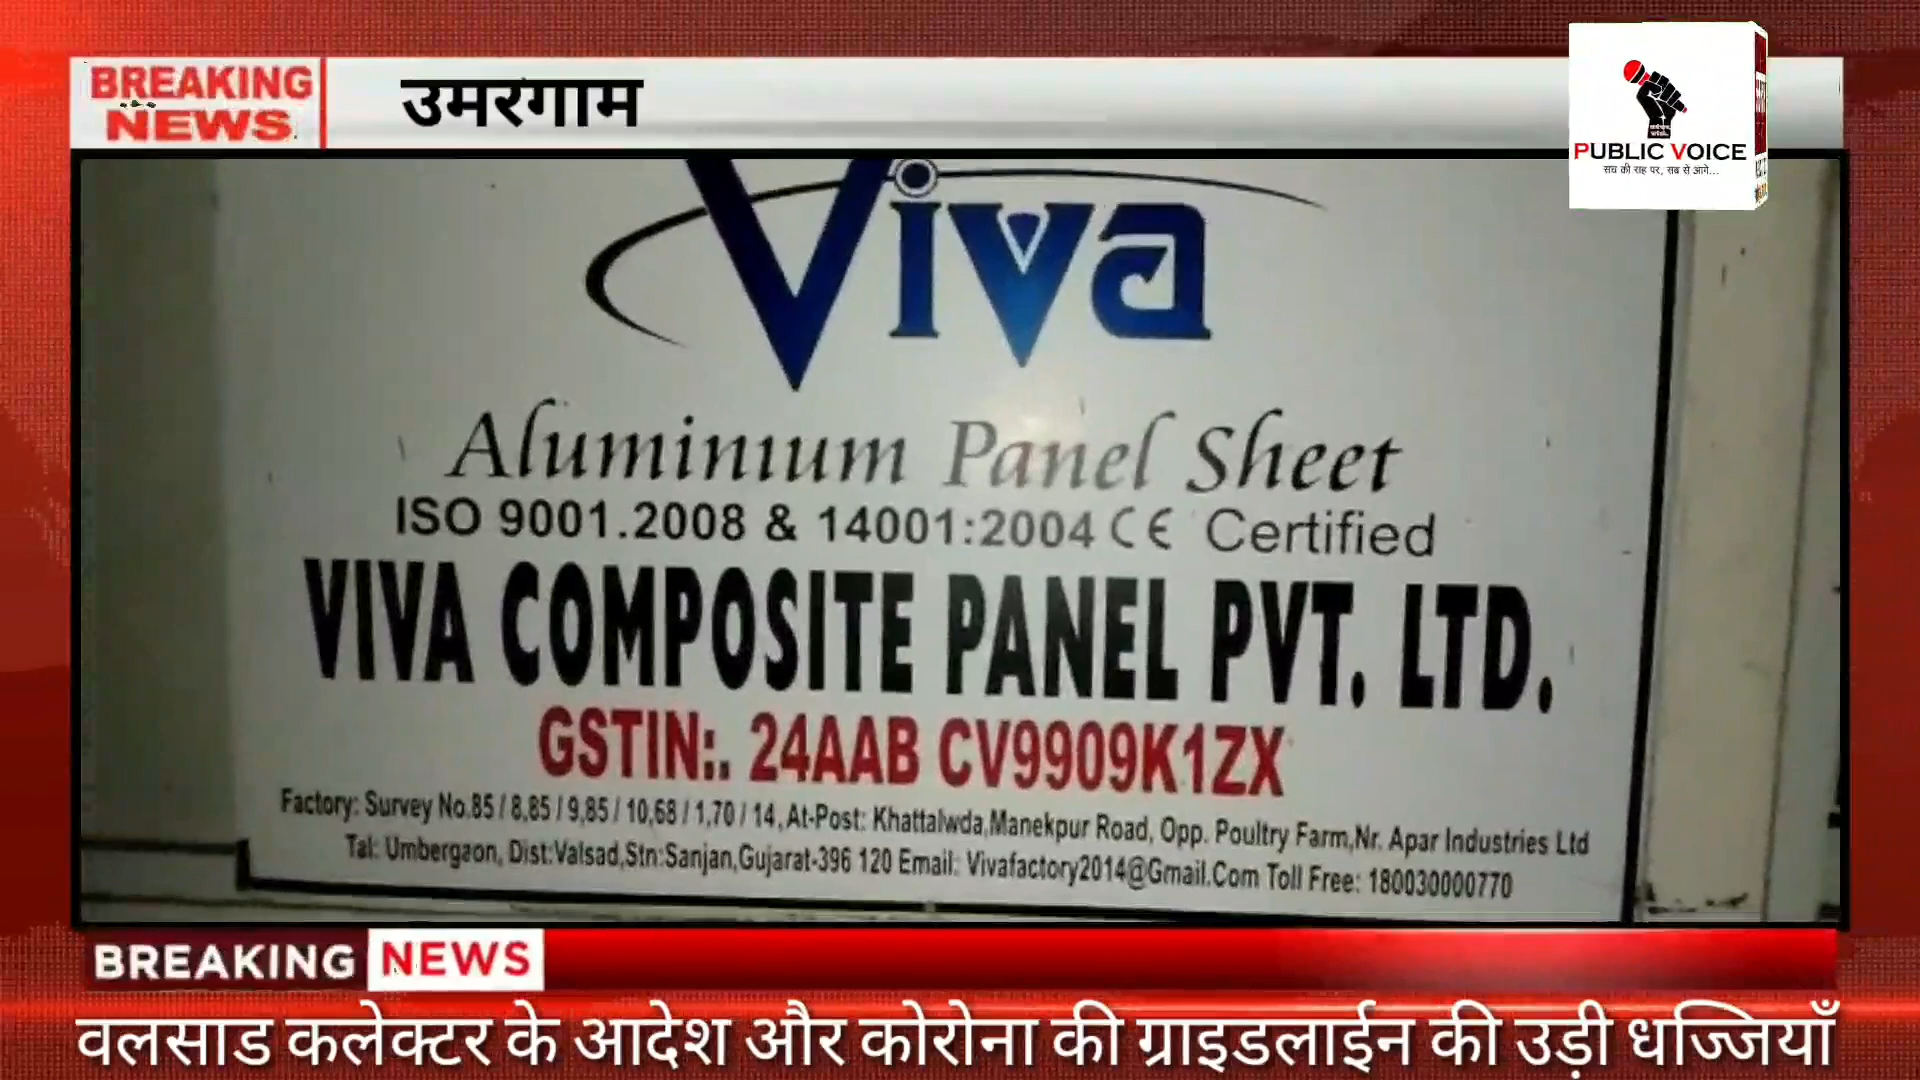 BREAKING
NEWS
उमरगाम
PUBLIC VOICE
सच की राह पर, सब से आगे...
Viva
Aluminium Panel Sheet
ISO 9001.2008 & 14001:2004 CE Certified
VIVA COMPOSITE PANEL PVT. LTD.
GSTIN:. 24AAB CV9909K1ZX
Factory: Survey No.85 / 8,85 / 9,85 / 10,68 / 1,70 / 14, At-Post: Khattalwda,Manekpur Road, Opp. Poultry Farm,Nr. Apar Industries Ltd
Tal: Umbergaon, Dist:Valsad,Stn:Sanjan,Gujarat-396 120 Email: Vivafactory2014@Gmail.Com Toll Free: 180030000770
BREAKING NEWS
वलसाड कलेक्टर के आदेश और कोरोना की ग्राइडलाईन की उड़ी धज्जियाँ